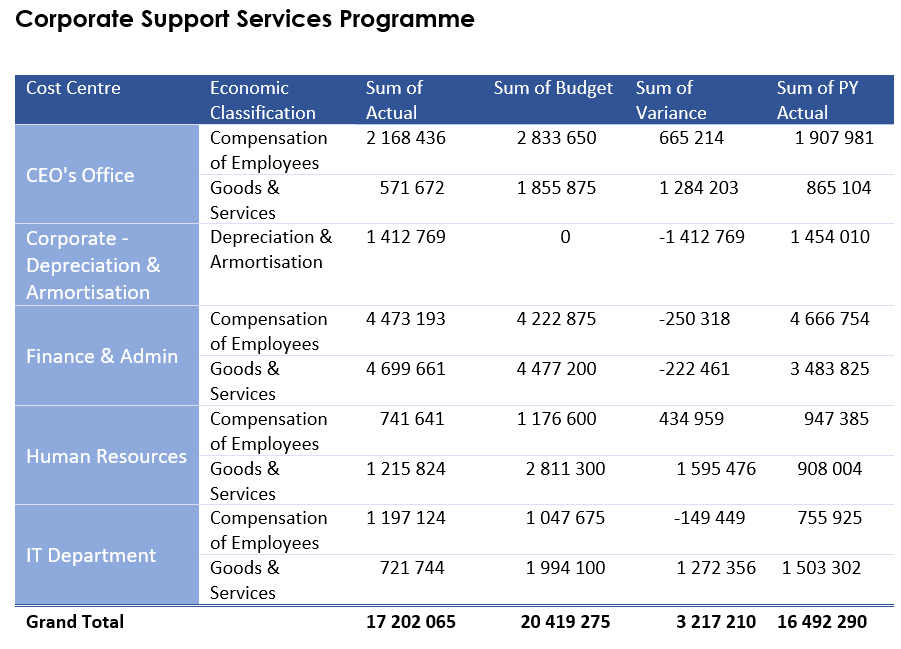 Corporate Support Services Programme
Cost Centre Economic Classification Sum of Actual Sum of Budget Sum of Variance Sum of PY Actual
CEO's Office Compensation of Employees 2 168 436 2 833 650 665 214 1 907 981
Goods & Services 571 672 1 855 875 1 284 203 865 104
Corporate - Depreciation & Armortisation Depreciation & Armortisation 1 412 769 0 -1 412 769 1 454 010
Finance & Admin Compensation of Employees 4 473 193 4 222 875 -250 318 4 666 754
Goods & Services 4 699 661 4 477 200 -222 461 3 483 825
Human Resources Compensation of Employees 741 641 1 176 600 434 959 947 385
Goods & Services 1 215 824 2 811 300 1 595 476 908 004
IT Department Compensation of Employees 1 197 124 1 047 675 -149 449 755 925
Goods & Services 721 744 1 994 100 1 272 356 1 503 302
Grand Total 17 202 065 20 419 275 3 217 210 16 492 290